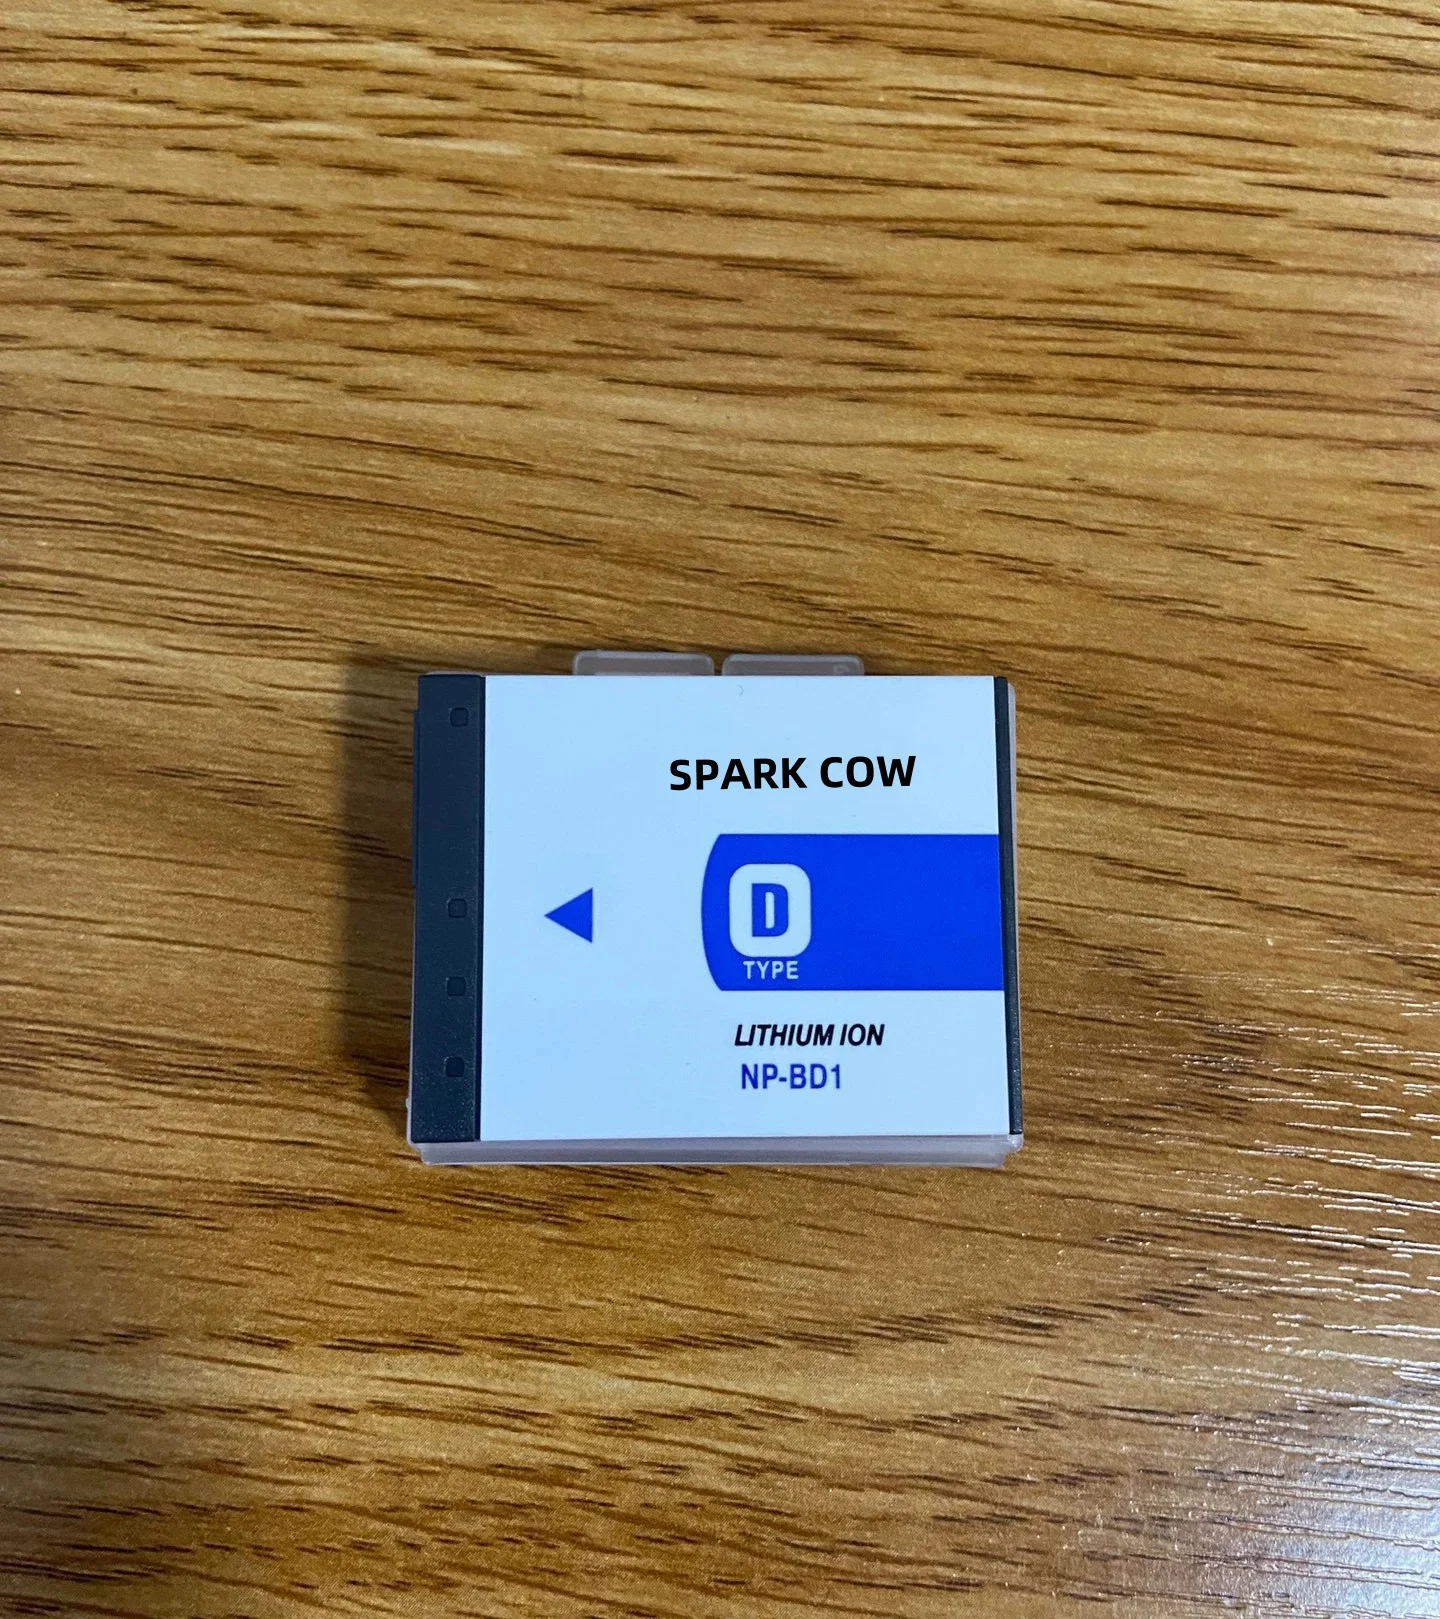 SPARK COW
D
TYPE
LITHIUM ION
NP-BD1